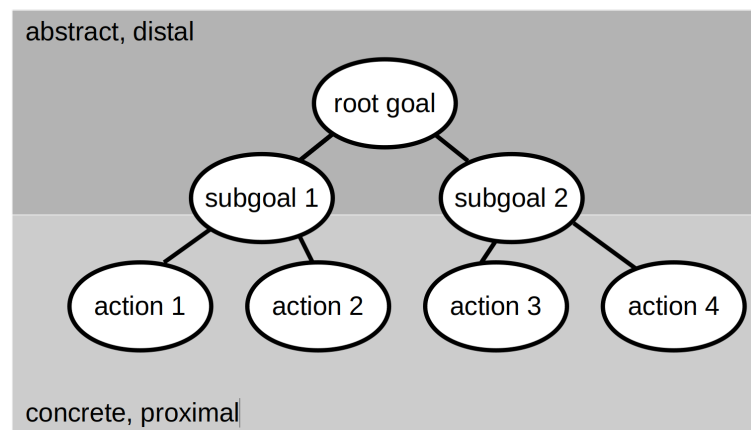 abstract, distal
root goal
subgoal 1
subgoal 2
action 1
action 2
action 3
action 4
concrete, proximal